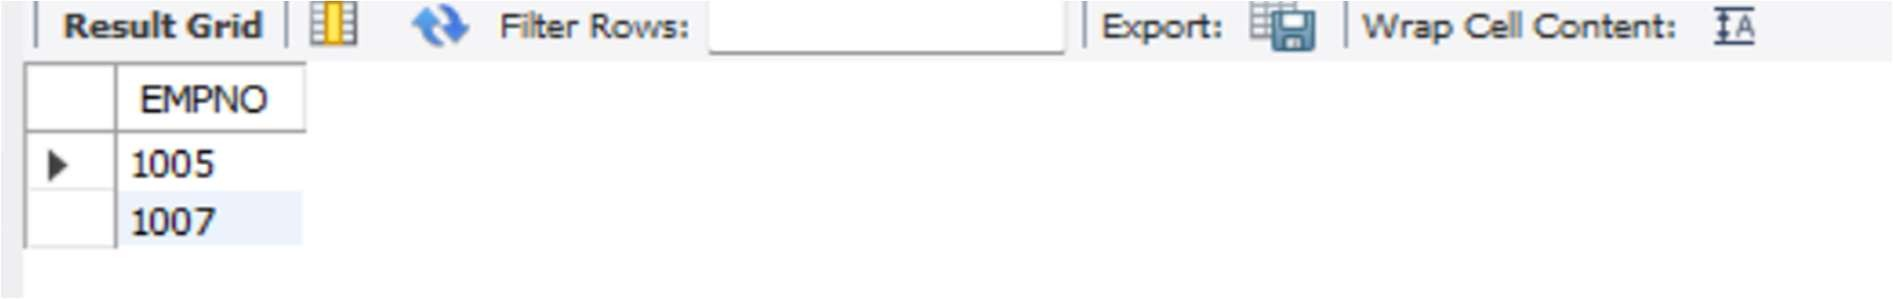 Result Grid Filter Rows: Export: Wrap Cell Content: A
EMPNO
1005
1007